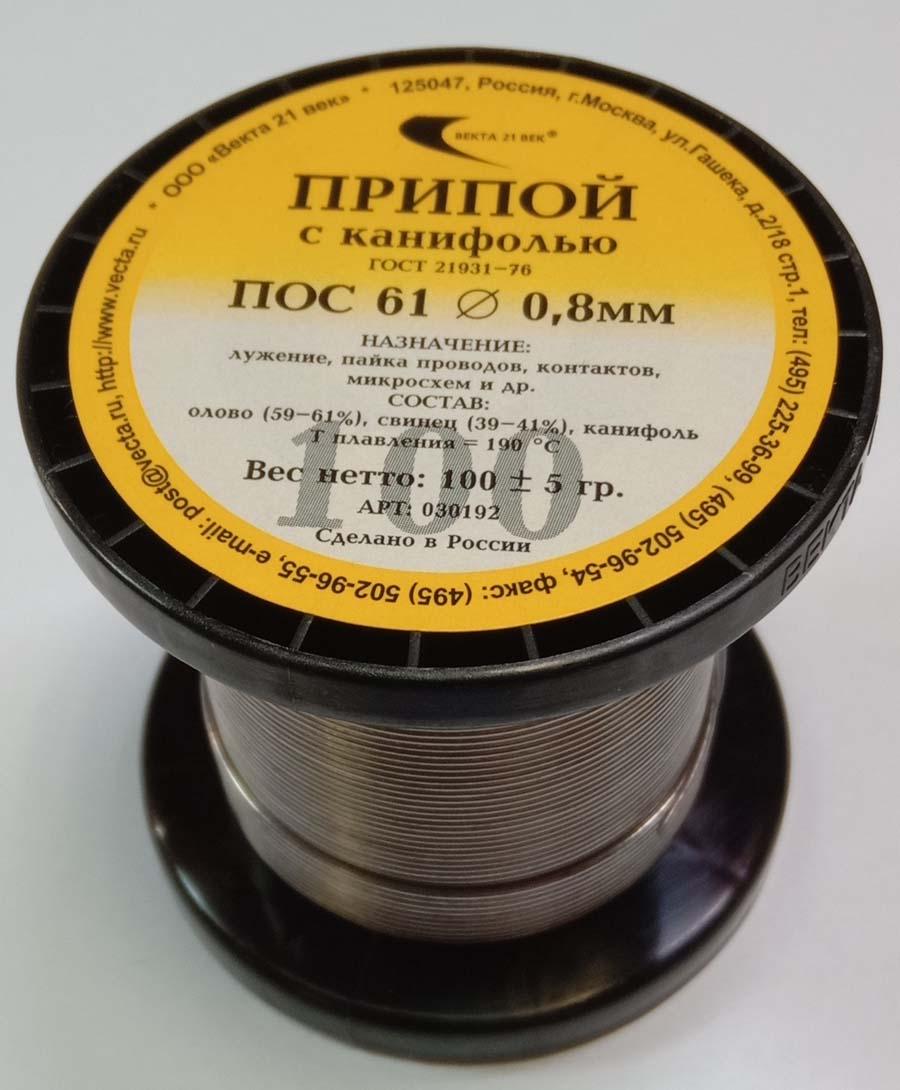 * ООО «Векта 21 век» * 125047, Россия, г.Москва, ул.Гашека, д.2/18 стр.1, тел: (495) 225-36-99, (495) 502-96-54, факс: (495) 502-96-55, e-mail: post@vecta.ru, http://www.vecta.ru
ВЕКТА 21 ВЕК®
ПРИПОЙ
с канифолью
ГОСТ 21931-76
ПОС 61 ∅ 0,8мм
НАЗНАЧЕНИЕ:
лужение, пайка проводов, контактов,
микросхем и др.
СОСТАВ:
олово (59-61%), свинец (39-41%), канифоль
Т плавления = 190 °С
100
Вес нетто: 100 ± 5 гр.
АРТ: 030192
Сделано в России